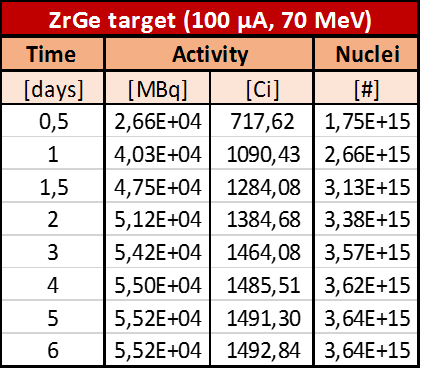 ZrGe target (100 µA, 70 MeV)
Time Activity Nuclei
[days] [MBq] [Ci] [#]
0,5 2,66E+04 717,62 1,75E+15
1 4,03E+04 1090,43 2,66E+15
1,5 4,75E+04 1284,08 3,13E+15
2 5,12E+04 1384,68 3,38E+15
3 5,42E+04 1464,08 3,57E+15
4 5,50E+04 1485,51 3,62E+15
5 5,52E+04 1491,30 3,64E+15
6 5,52E+04 1492,84 3,64E+15